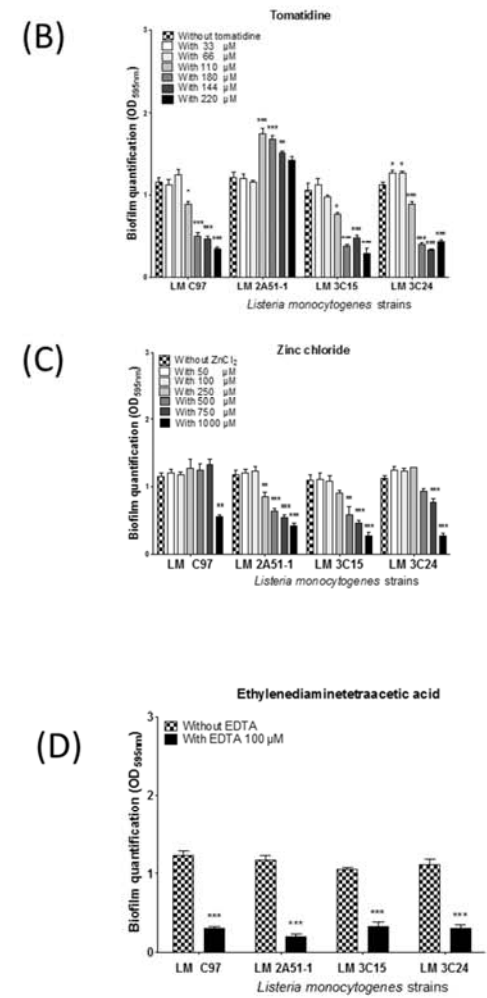 (B)
Tomatidine
Biofilm quantification (OD595nm)
3
2
1
0
Without tomatidine
With 33 µM
With 66 µM
With 110 µM
With 180 µM
With 144 µM
With 220 µM
LM C97
LM 2A51-1
LM 3C15
LM 3C24
Listeria monocytogenes strains
(C)
Zinc chloride
Biofilm quantification (OD595nm)
3
2
1
0
Without ZnCl2
With 50 µM
With 100 µM
With 250 µM
With 500 µM
With 750 µM
With 1000 µM
LM C97
LM 2A51-1
LM 3C15
LM 3C24
Listeria monocytogenes strains
(D)
Ethylenediaminetetraacetic acid
Biofilm quantification (OD595nm)
3
2
1
0
Without EDTA
With EDTA 100 µM
***
***
***
***
LM C97
LM 2A51-1
LM 3C15
LM 3C24
Listeria monocytogenes strains